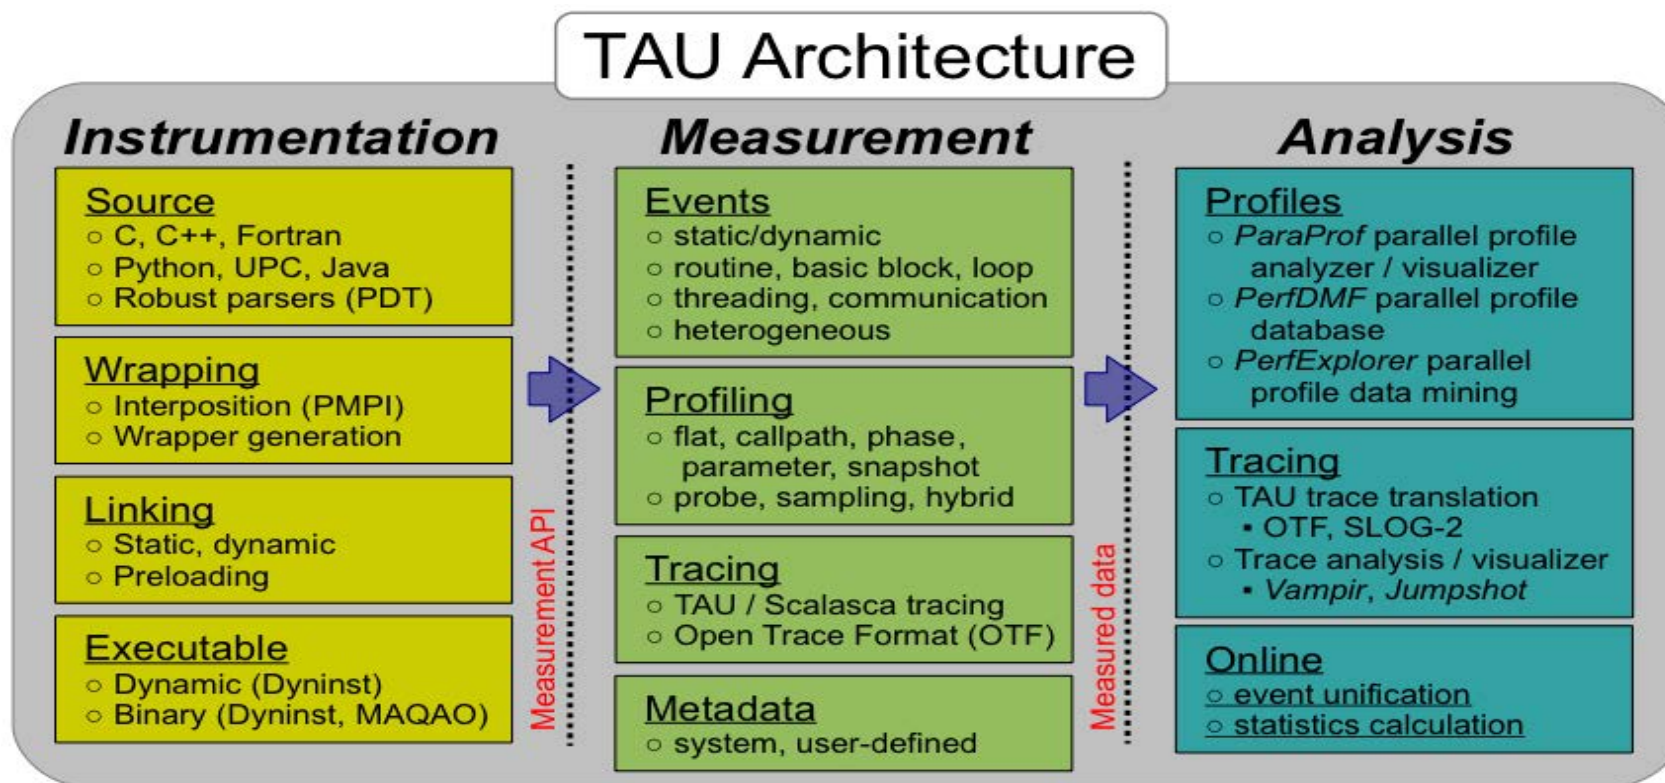 TAU Architecture
Instrumentation
Source
○ C, C++, Fortran
○ Python, UPC, Java
○ Robust parsers (PDT)
Wrapping
○ Interposition (PMPI)
○ Wrapper generation
Linking
○ Static, dynamic
○ Preloading
Executable
○ Dynamic (Dyninst)
○ Binary (Dyninst, MAQAO)
Measurement API
Measurement
Events
○ static/dynamic
○ routine, basic block, loop
○ threading, communication
○ heterogeneous
Profiling
○ flat, callpath, phase,
parameter, snapshot
○ probe, sampling, hybrid
Tracing
○ TAU / Scalasca tracing
○ Open Trace Format (OTF)
Metadata
○ system, user-defined
Measured data
Analysis
Profiles
○ ParaProf parallel profile
analyzer / visualizer
○ PerfDMF parallel profile
database
○ PerfExplorer parallel
profile data mining
Tracing
○ TAU trace translation
▪ OTF, SLOG-2
○ Trace analysis / visualizer
▪ Vampir, Jumpshot
Online
○ event unification
○ statistics calculation